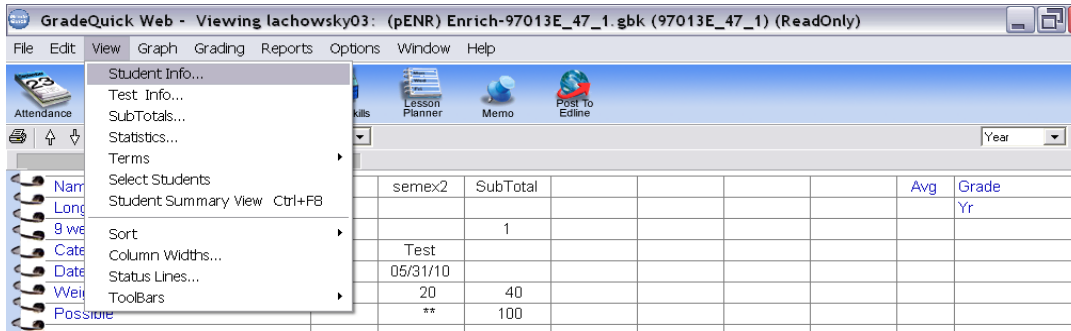 GradeQuick Web - Viewing lachowsky03: (pENR) Enrich-97013E_47_1.gbk (97013E_47_1) (ReadOnly)
File Edit View Graph Grading Reports Options Window Help
23
Attendance
kills
Lesson Planner
Memo
Post To Edline
Student Info...
Test Info...
SubTotals...
Statistics...
Terms
Select Students
Student Summary View Ctrl+F8
Sort
Column Widths...
Status Lines...
ToolBars
Year
Nam semex2 SubTotal Avg Grade
Long Yr
9 we 1
Cate Test
Date 05/31/10
Weig 20 40
Possible ** 100